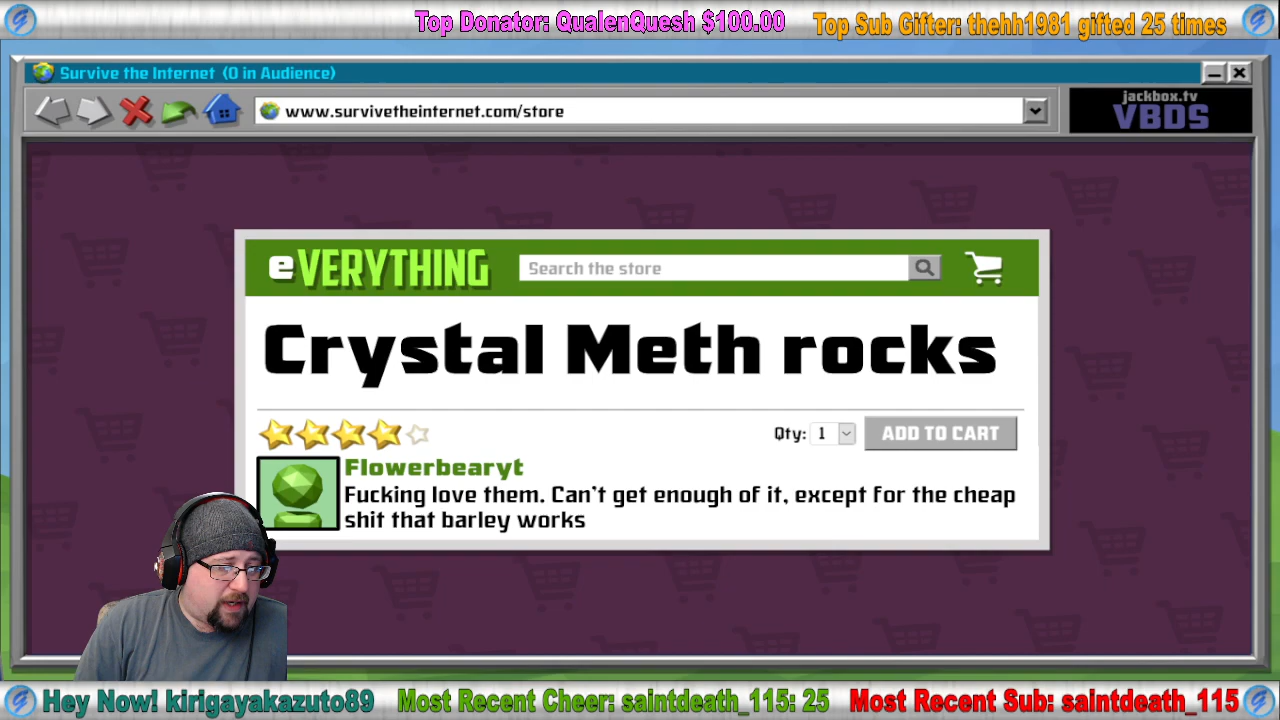 Top Donator: QualenQuesh $100.00
Top Sub Gifter: thehh1981 gifted 25 times
Survive the Internet (0 in Audience)
www.survivetheinternet.com/store
jackbox.tv
VBDS
eVERYTHING
Search the store
Crystal Meth rocks
Qty: 1
ADD TO CART
Flowerbearyt
Fucking love them. Can't get enough of it, except for the cheap
shit that barley works
Hey Now! kirigayakazuto89
Most Recent Cheer: saintdeath_115: 25
Most Recent Sub: saintdeath_115